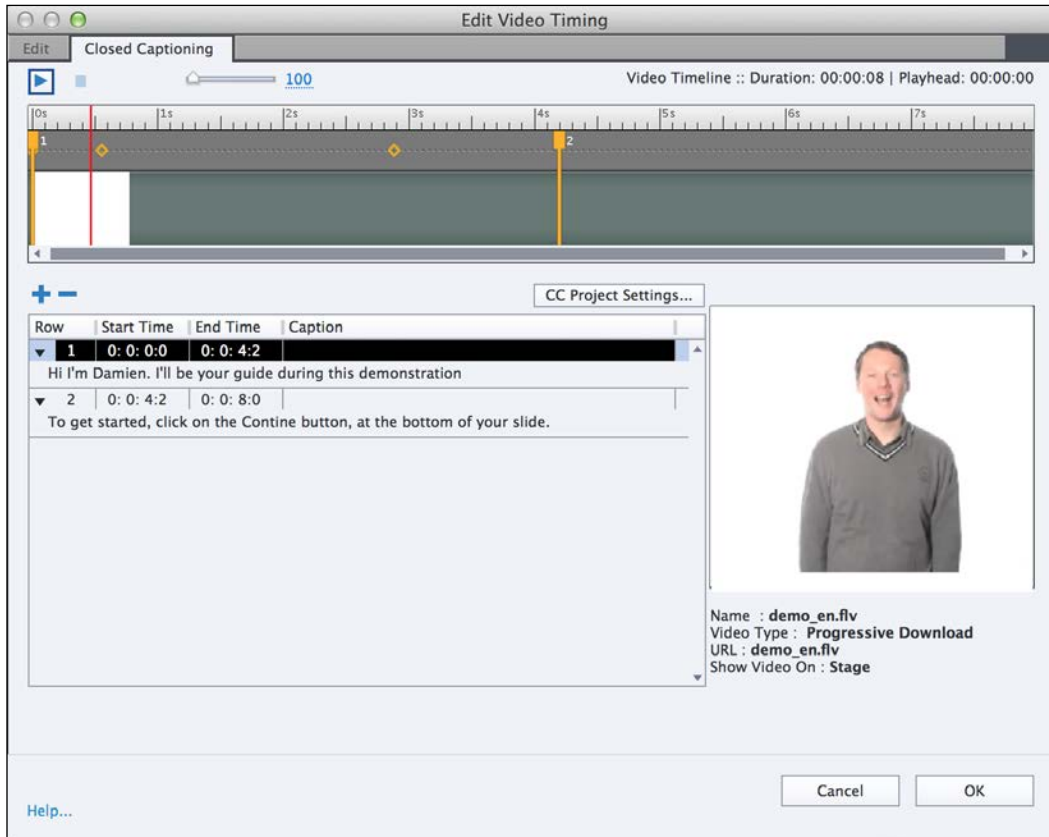 Edit Video Timing
Edit
Closed Captioning
100
Video Timeline :: Duration: 00:00:08 | Playhead: 00:00:00
|0s |1s |2s |3s |4s |5s |6s |7s
1 2
CC Project Settings...
Row Start Time End Time Caption
1 0: 0: 0:0 0: 0: 4:2
Hi I'm Damien. I'll be your guide during this demonstration
2 0: 0: 4:2 0: 0: 8:0
To get started, click on the Contine button, at the bottom of your slide.
Name : demo_en.flv
Video Type : Progressive Download
URL : demo_en.flv
Show Video On : Stage
Cancel
OK
Help...